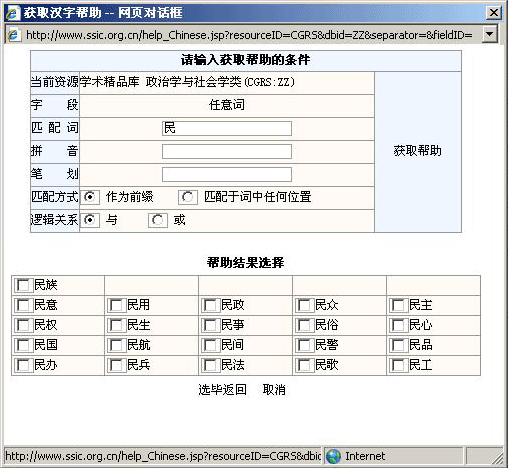 获取汉字帮助 -- 网页对话框
http://www.ssic.org.cn/help_Chinese.jsp?resourceID=CGRS&dbid=ZZ&separator=&fieldID=
请输入获取帮助的条件
当前资源 学术精品库 政治学与社会学类(CGRS:ZZ)
字 段 任意词
匹 配 词 民
获取帮助
拼 音
笔 划
匹配方式 作为前缀 匹配于词中任何位置
逻辑关系 与 或
帮助结果选择
民族
民意 民用 民政 民众 民主
民权 民生 民事 民俗 民心
民国 民航 民间 民警 民品
民办 民兵 民法 民歌 民工
选毕返回 取消
http://www.ssic.org.cn/help_Chinese.jsp?resourceID=CGRS&dbic Internet